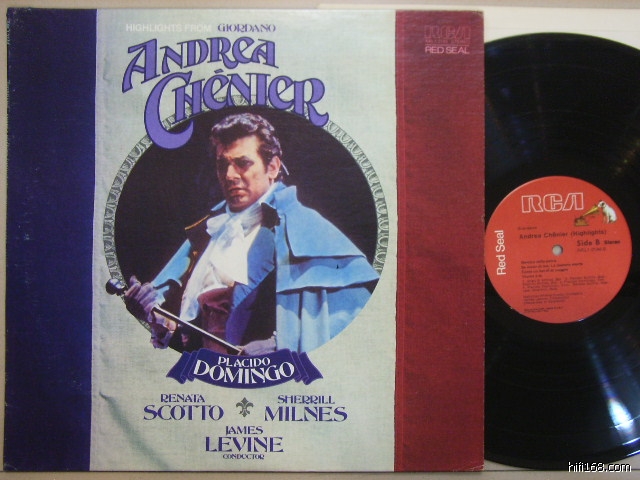 HIGHLIGHTS FROM GIORDANO
ANDREA
CHÉNIER
RCA
RED SEAL
PLACIDO
DOMINGO
RENATA
SCOTTO
SHERRILL
MILNES
JAMES
LEVINE
CONDUCTOR
RCA
Red Seal
Andrea Chénier (Highlights)
Side B Stereo
hifi168.com